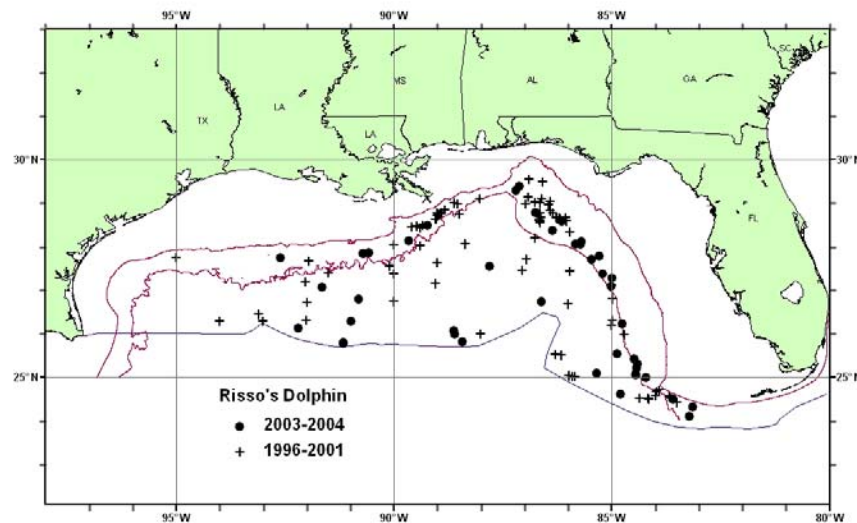 95°W 90°W 85°W 80°W
SC
MS AL GA
LA
TX
LA
30°N 30°N
FL
25°N 25°N
Risso's Dolphin
2003-2004
1996-2001
95°W 90°W 85°W 80°W